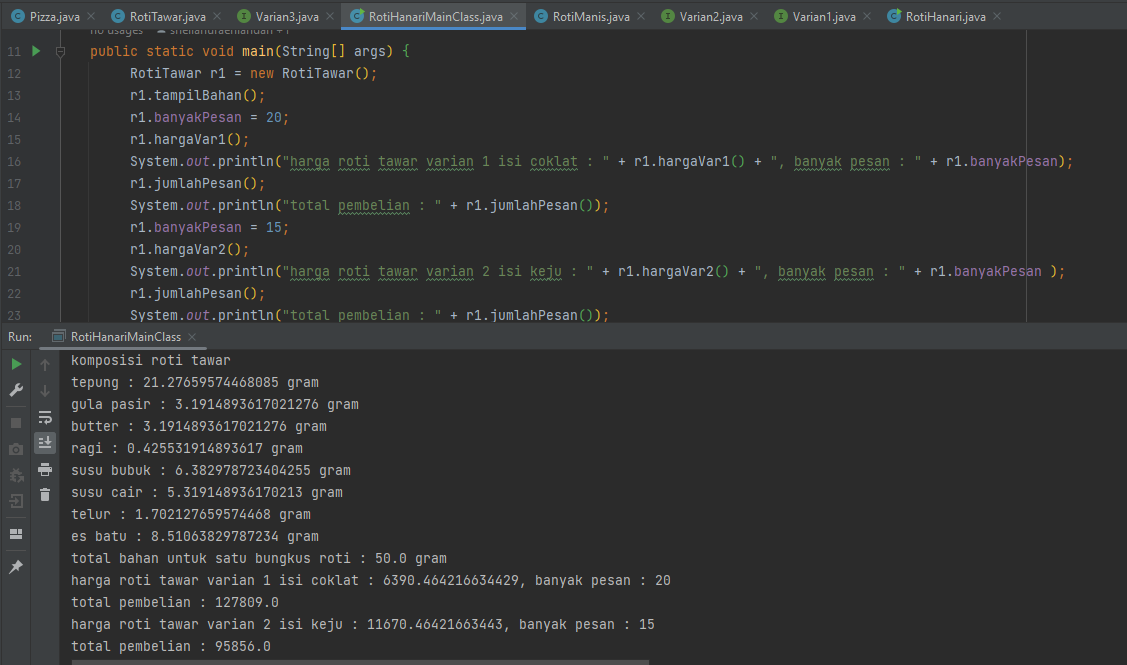 Pizza.java RotiTawar.java Varian3.java RotiHanariMainClass.java RotiManis.java Varian2.java Varian1.java RotiHanari.java
no usages
11 public static void main(String[] args) {
12 RotiTawar r1 = new RotiTawar();
13 r1.tampilBahan();
14 r1.banyakPesan = 20;
15 r1.hargaVar1();
16 System.out.println("harga roti tawar varian 1 isi coklat : " + r1.hargaVar1() + ", banyak pesan : " + r1.banyakPesan);
17 r1.jumlahPesan();
18 System.out.println("total pembelian : " + r1.jumlahPesan());
19 r1.banyakPesan = 15;
20 r1.hargaVar2();
21 System.out.println("harga roti tawar varian 2 isi keju : " + r1.hargaVar2() + ", banyak pesan : " + r1.banyakPesan );
22 r1.jumlahPesan();
23 System.out.println("total pembelian : " + r1.jumlahPesan());
Run: RotiHanariMainClass
komposisi roti tawar
tepung : 21.27659574468085 gram
gula pasir : 3.1914893617021276 gram
butter : 3.1914893617021276 gram
ragi : 0.425531914893617 gram
susu bubuk : 6.382978723404255 gram
susu cair : 5.319148936170213 gram
telur : 1.702127659574468 gram
es batu : 8.51063829787234 gram
total bahan untuk satu bungkus roti : 50.0 gram
harga roti tawar varian 1 isi coklat : 6390.464216634429, banyak pesan : 20
total pembelian : 127809.0
harga roti tawar varian 2 isi keju : 11670.46421663443, banyak pesan : 15
total pembelian : 95856.0